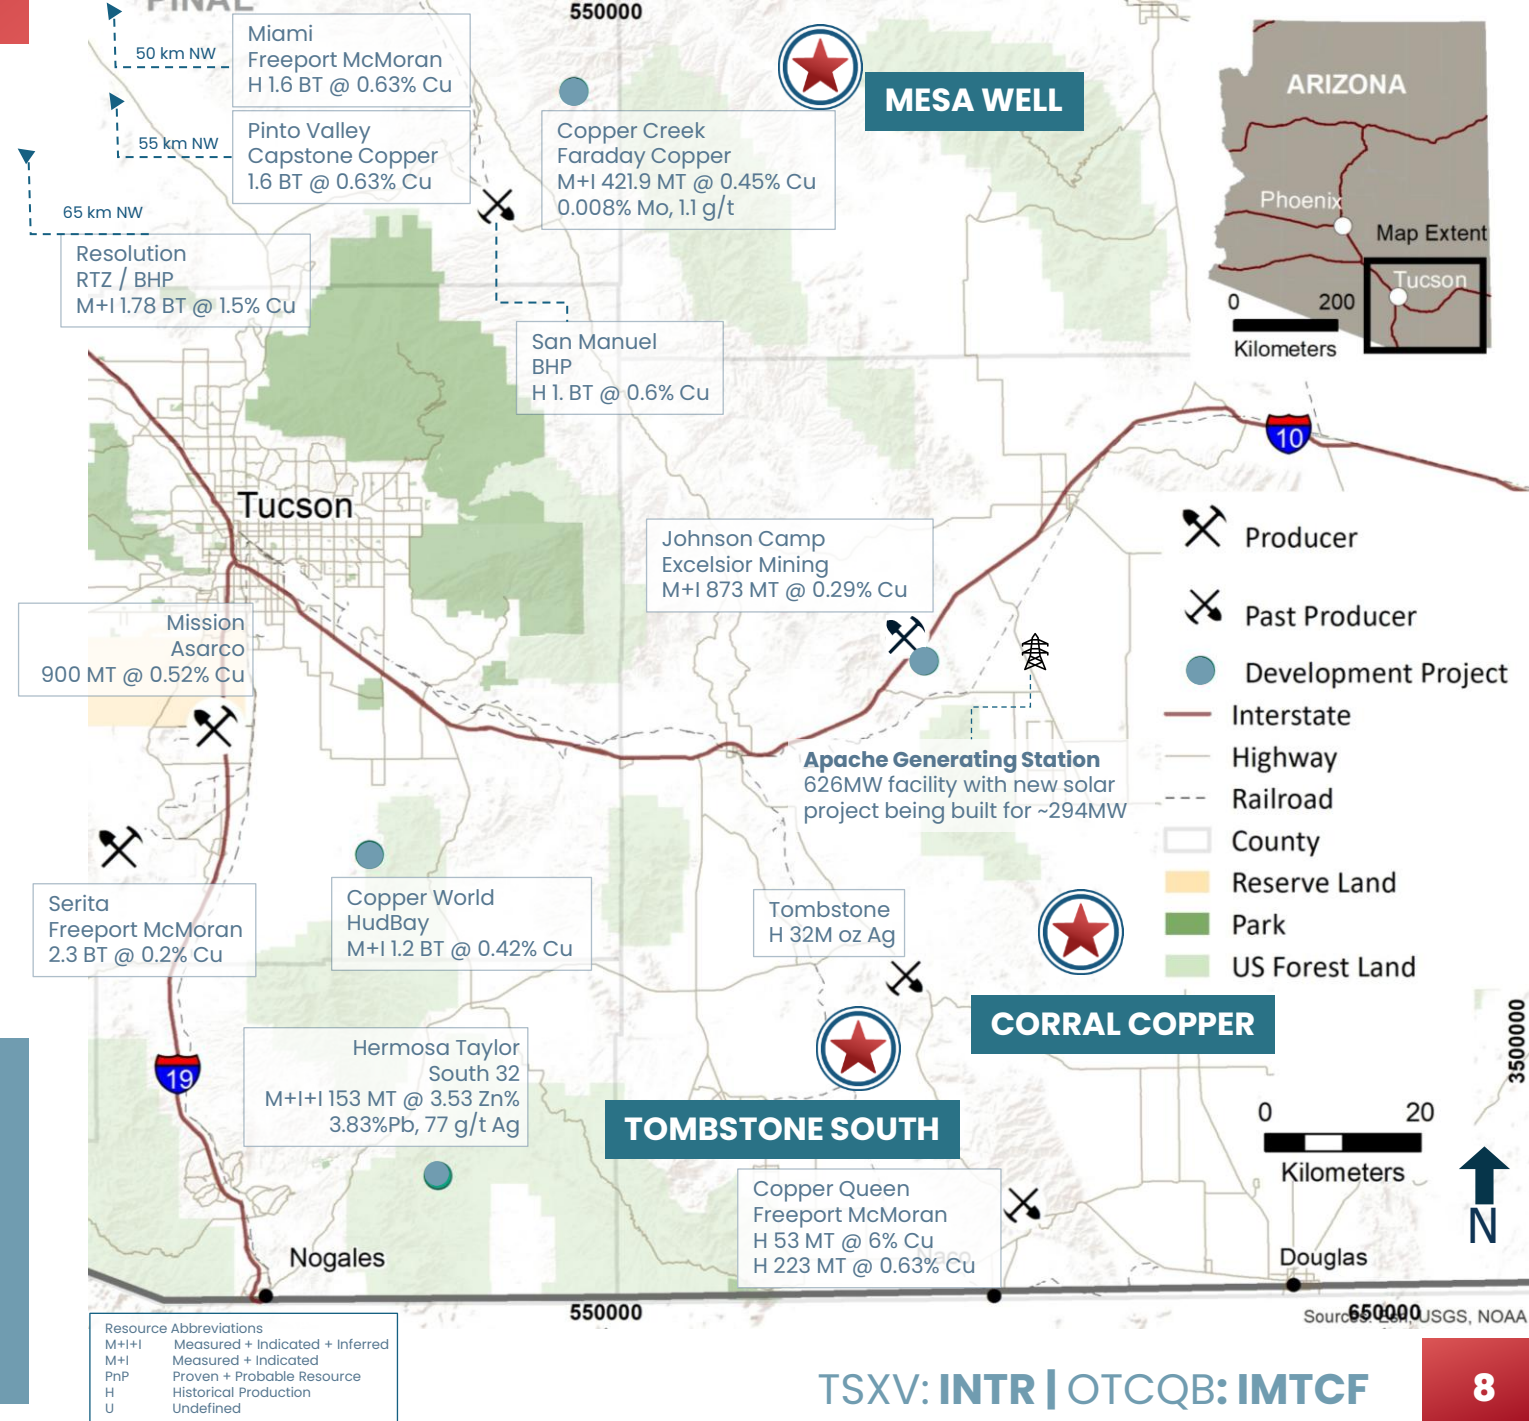 PINAL
550000
50 km NW
Miami
Freeport McMoran
H 1.6 BT @ 0.63% Cu
55 km NW
Pinto Valley
Capstone Copper
1.6 BT @ 0.63% Cu
65 km NW
Resolution
RTZ / BHP
M+I 1.78 BT @ 1.5% Cu
Copper Creek
Faraday Copper
M+I 421.9 MT @ 0.45% Cu
0.008% Mo, 1.1 g/t
MESA WELL
ARIZONA
Phoenix
Map Extent
Tucson
0 200
Kilometers
San Manuel
BHP
H 1. BT @ 0.6% Cu
10
Tucson
Johnson Camp
Excelsior Mining
M+I 873 MT @ 0.29% Cu
Mission
Asarco
900 MT @ 0.52% Cu
Apache Generating Station
626MW facility with new solar
project being built for ~294MW
Producer
Past Producer
Development Project
Interstate
Highway
Railroad
County
Reserve Land
Park
US Forest Land
Serita
Freeport McMoran
2.3 BT @ 0.2% Cu
Copper World
HudBay
M+I 1.2 BT @ 0.42% Cu
Tombstone
H 32M oz Ag
CORRAL COPPER
3500000
19
Hermosa Taylor
South 32
M+I+I 153 MT @ 3.53 Zn%
3.83%Pb, 77 g/t Ag
TOMBSTONE SOUTH
0 20
Kilometers
N
Copper Queen
Freeport McMoran
H 53 MT @ 6% Cu
H 223 MT @ 0.63% Cu
Naco
Nogales
Douglas
550000
650000
Sources: Esri, USGS, NOAA
Resource Abbreviations
M+I+I Measured + Indicated + Inferred
M+I Measured + Indicated
PnP Proven + Probable Resource
H Historical Production
U Undefined
TSXV: INTR | OTCQB: IMTCF
8